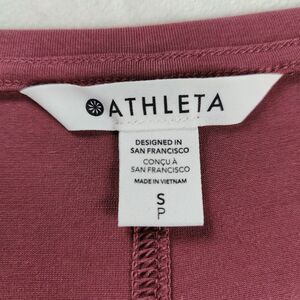 ATHLETA
DESIGNED IN
SAN FRANCISCO
CONÇU À
SAN FRANCISCO
MADE IN VIETNAM
S
P